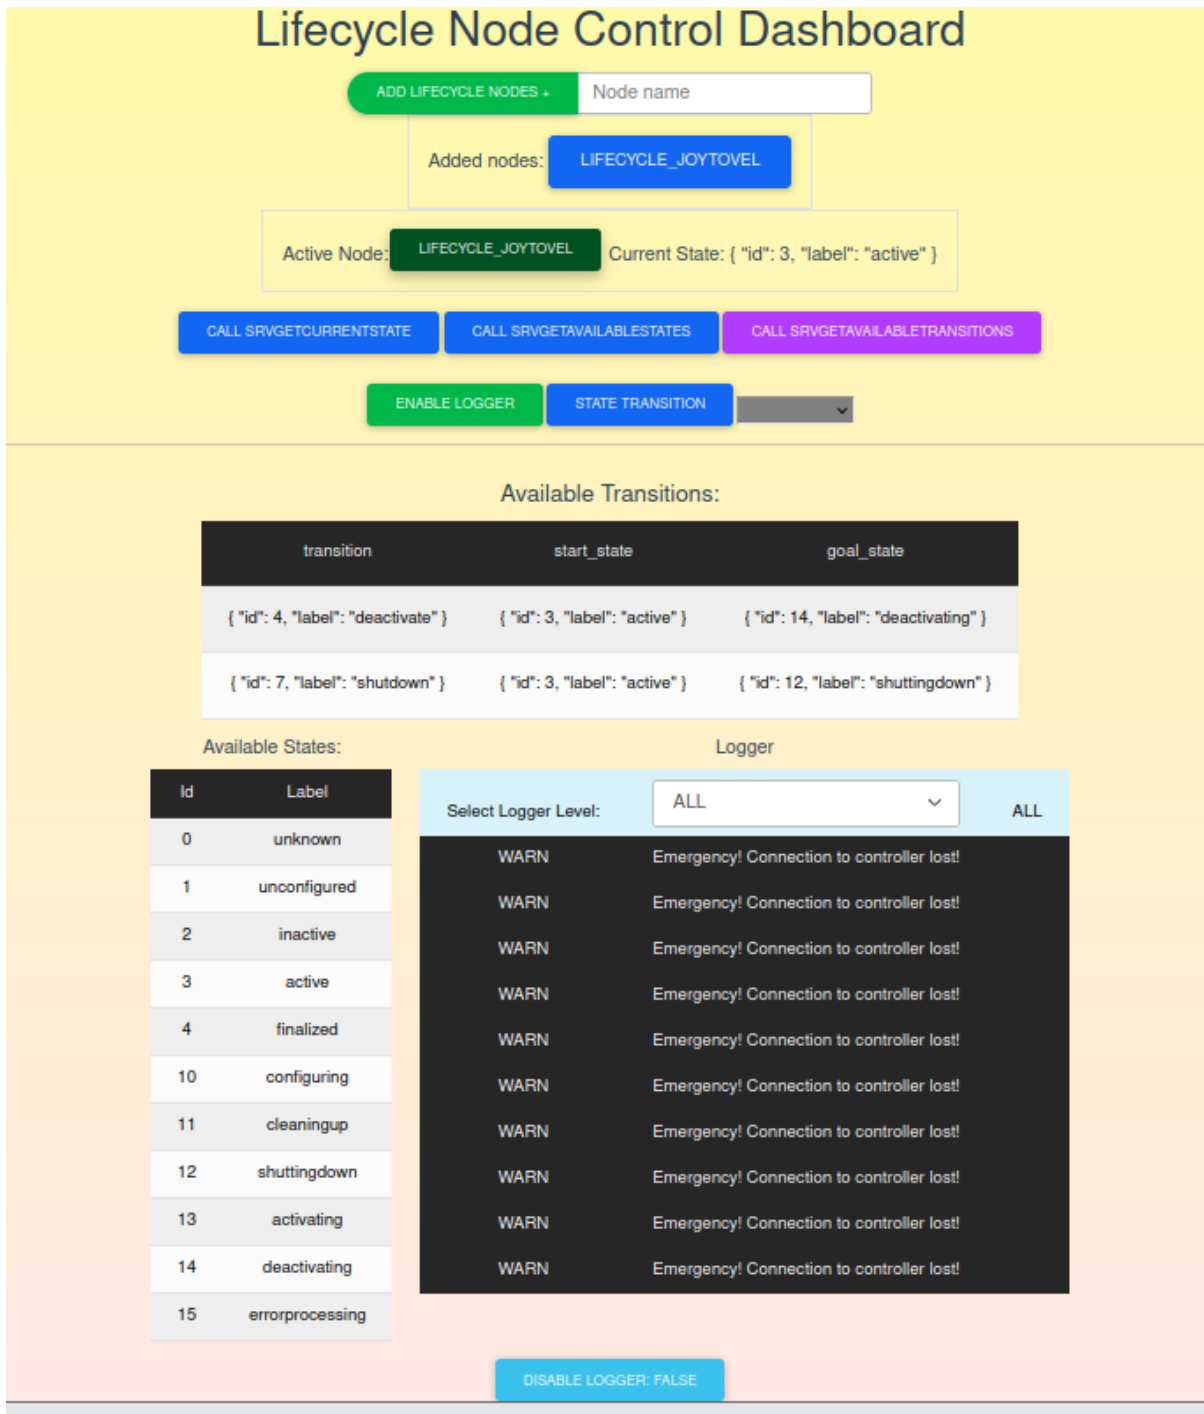 Lifecycle Node Control Dashboard
ADD LIFECYCLE NODES + Node name
Added nodes: LIFECYCLE_JOYTOVEL
Active Node: LIFECYCLE_JOYTOVEL Current State: { "id": 3, "label": "active" }
CALL SRVGETCURRENTSTATE CALL SRVGETAVAILABLESTATES CALL SRVGETAVAILABLETRANSITIONS
ENABLE LOGGER STATE TRANSITION
Available Transitions:
transition start_state goal_state
{ "id": 4, "label": "deactivate" } { "id": 3, "label": "active" } { "id": 14, "label": "deactivating" }
{ "id": 7, "label": "shutdown" } { "id": 3, "label": "active" } { "id": 12, "label": "shuttingdown" }
Available States:
Id Label
0 unknown
1 unconfigured
2 inactive
3 active
4 finalized
10 configuring
11 cleaningup
12 shuttingdown
13 activating
14 deactivating
15 errorprocessing
Logger
Select Logger Level: ALL ALL
WARN Emergency! Connection to controller lost!
WARN Emergency! Connection to controller lost!
WARN Emergency! Connection to controller lost!
WARN Emergency! Connection to controller lost!
WARN Emergency! Connection to controller lost!
WARN Emergency! Connection to controller lost!
WARN Emergency! Connection to controller lost!
WARN Emergency! Connection to controller lost!
WARN Emergency! Connection to controller lost!
WARN Emergency! Connection to controller lost!
DISABLE LOGGER: FALSE